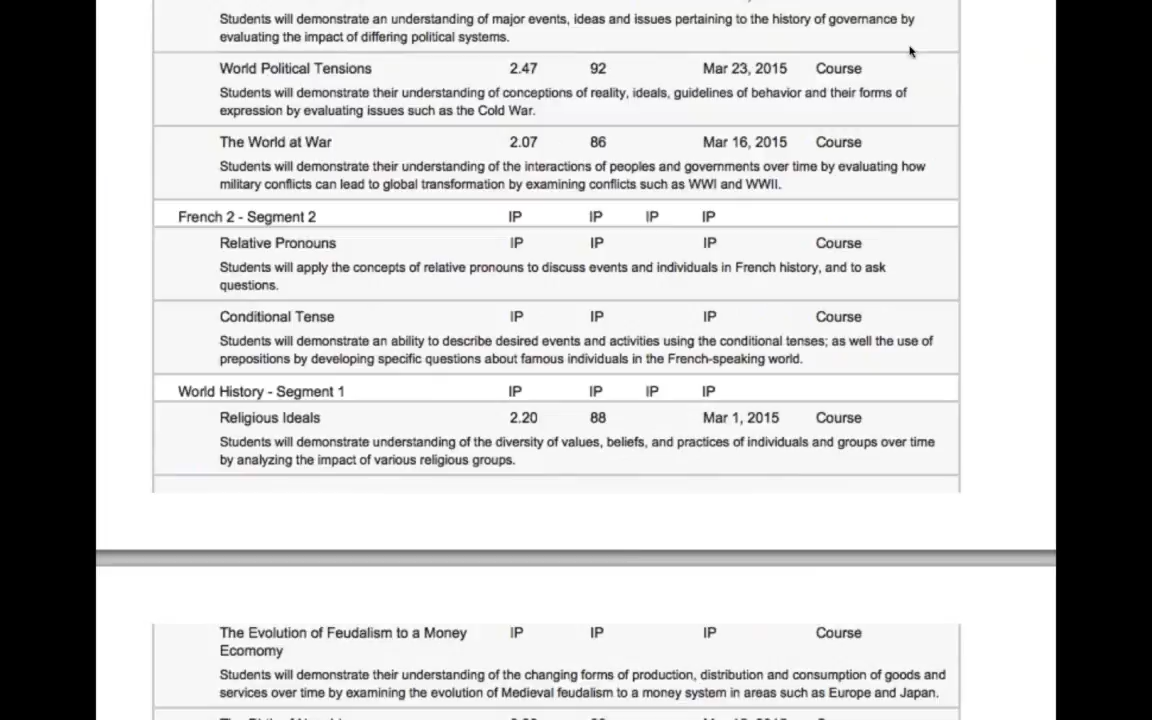 Students will demonstrate an understanding of major events, ideas and issues pertaining to the history of governance by
evaluating the impact of differing political systems.
World Political Tensions 2.47 92 Mar 23, 2015 Course
Students will demonstrate their understanding of conceptions of reality, ideals, guidelines of behavior and their forms of
expression by evaluating issues such as the Cold War.
The World at War 2.07 86 Mar 16, 2015 Course
Students will demonstrate their understanding of the interactions of peoples and governments over time by evaluating how
military conflicts can lead to global transformation by examining conflicts such as WWI and WWII.
French 2 - Segment 2 IP IP IP IP
Relative Pronouns IP IP IP Course
Students will apply the concepts of relative pronouns to discuss events and individuals in French history, and to ask
questions.
Conditional Tense IP IP IP Course
Students will demonstrate an ability to describe desired events and activities using the conditional tenses; as well the use of
prepositions by developing specific questions about famous individuals in the French-speaking world.
World History - Segment 1 IP IP IP IP
Religious Ideals 2.20 88 Mar 1, 2015 Course
Students will demonstrate understanding of the diversity of values, beliefs, and practices of individuals and groups over time
by analyzing the impact of various religious groups.
The Evolution of Feudalism to a Money IP IP IP Course
Ecomomy
Students will demonstrate their understanding of the changing forms of production, distribution and consumption of goods and
services over time by examining the evolution of Medieval feudalism to a money system in areas such as Europe and Japan.